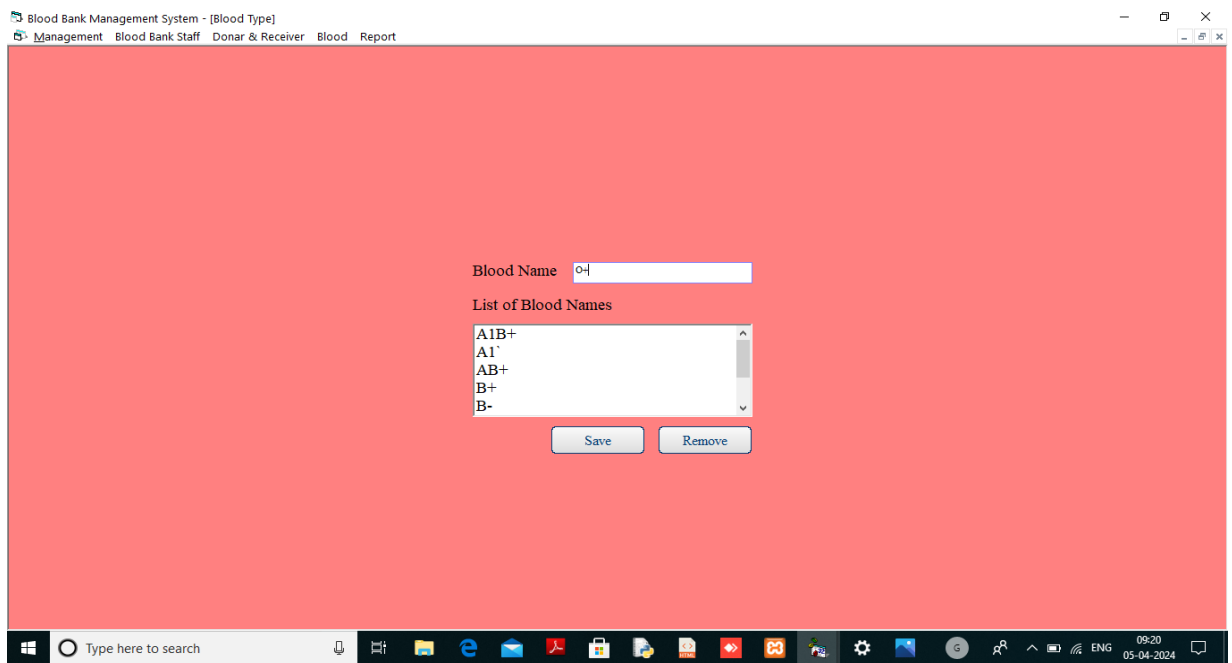 Blood Bank Management System - [Blood Type]
Management Blood Bank Staff Donar & Receiver Blood Report
Blood Name O+
List of Blood Names
A1B+
A1`
AB+
B+
B-
Save Remove
Type here to search
HTML
G
ENG
09:20
05-04-2024